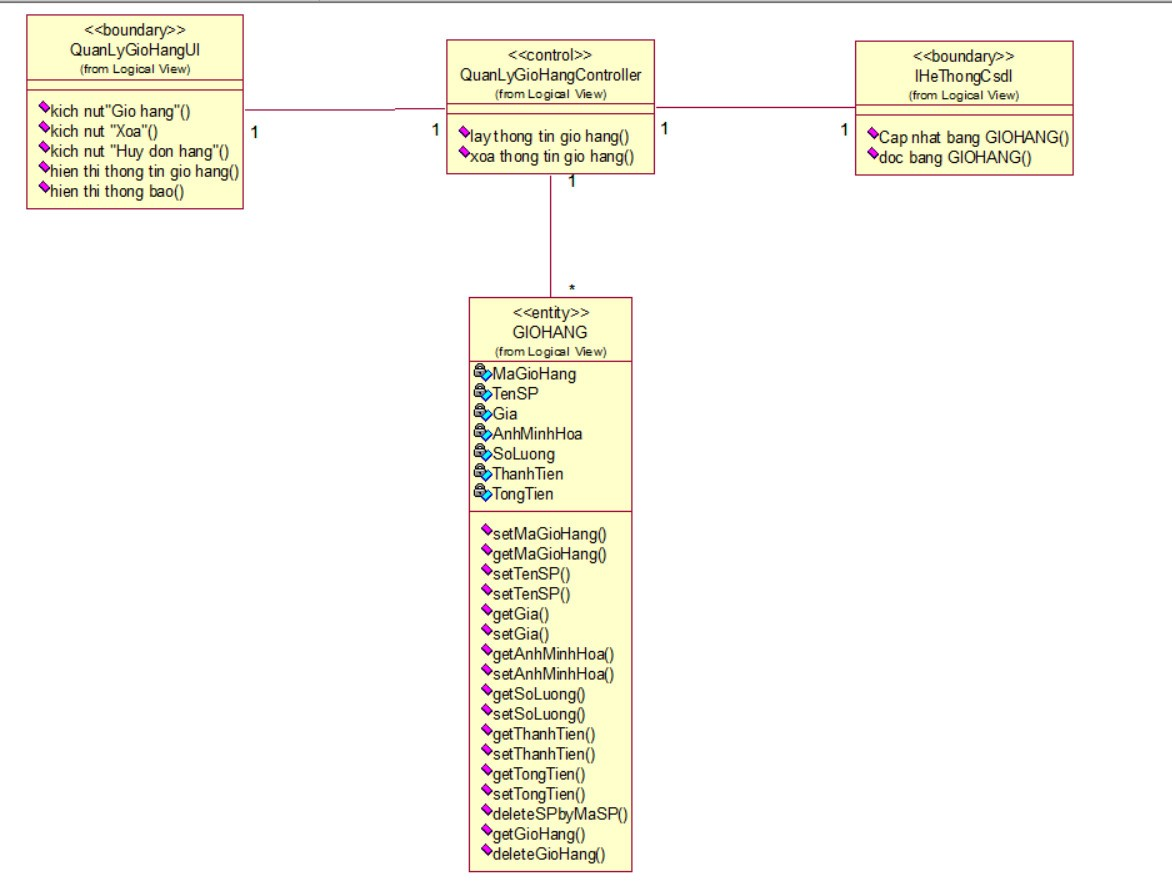 <<boundary>>
QuanLyGioHangUI
(from Logical View)
kich nut"Gio hang"()
kich nut "Xoa"()
kich nut "Huy don hang"()
hien thi thong tin gio hang()
hien thi thong bao()
1
1
<<control>>
QuanLyGioHangController
(from Logical View)
lay thong tin gio hang()
xoa thong tin gio hang()
1
1
<<boundary>>
IHeThongCsdl
(from Logical View)
Cap nhat bang GIOHANG()
doc bang GIOHANG()
1
*
<<entity>>
GIOHANG
(from Logical View)
MaGioHang
TenSP
Gia
AnhMinhHoa
SoLuong
ThanhTien
TongTien
setMaGioHang()
getMaGioHang()
setTenSP()
setTenSP()
getGia()
setGia()
getAnhMinhHoa()
setAnhMinhHoa()
getSoLuong()
setSoLuong()
getThanhTien()
setThanhTien()
getTongTien()
setTongTien()
deleteSPbyMaSP()
getGioHang()
deleteGioHang()